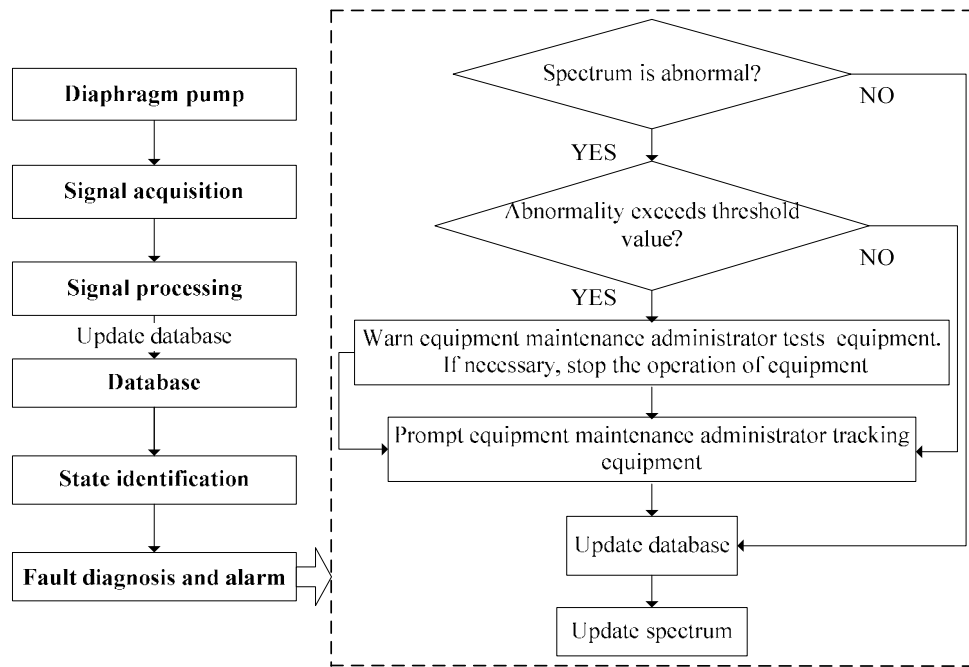 Diaphragm pump
Signal acquisition
Signal processing
Update database
Database
State identification
Fault diagnosis and alarm
Spectrum is abnormal?
NO
YES
Abnormality exceeds threshold
value?
NO
YES
Warn equipment maintenance administrator tests equipment.
If necessary, stop the operation of equipment
Prompt equipment maintenance administrator tracking
equipment
Update database
Update spectrum